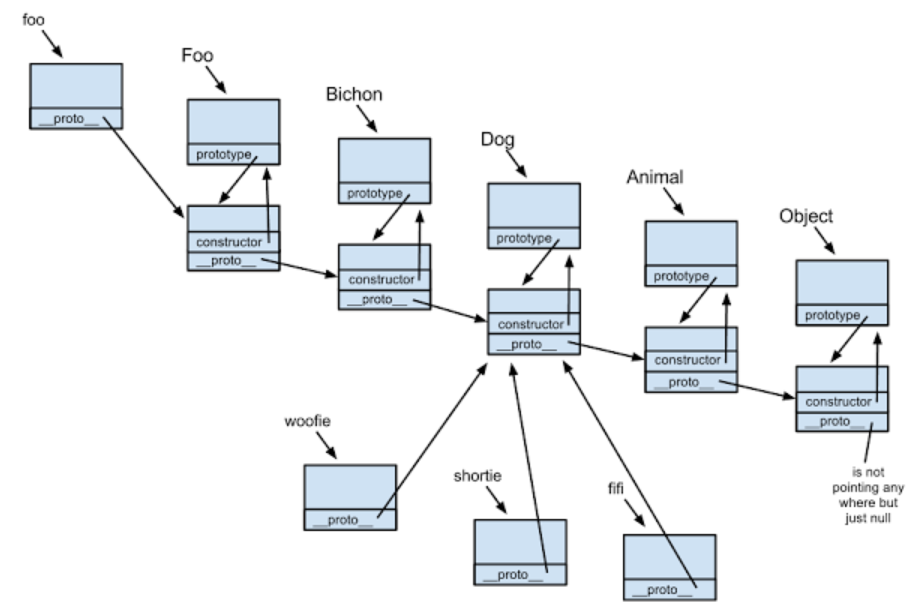 foo
__proto__
Foo
prototype
constructor
__proto__
Bichon
prototype
constructor
__proto__
Dog
prototype
constructor
__proto__
Animal
prototype
constructor
__proto__
Object
prototype
constructor
__proto__
is not
pointing any
where but
just null
woofie
__proto__
shortie
__proto__
fifi
__proto__